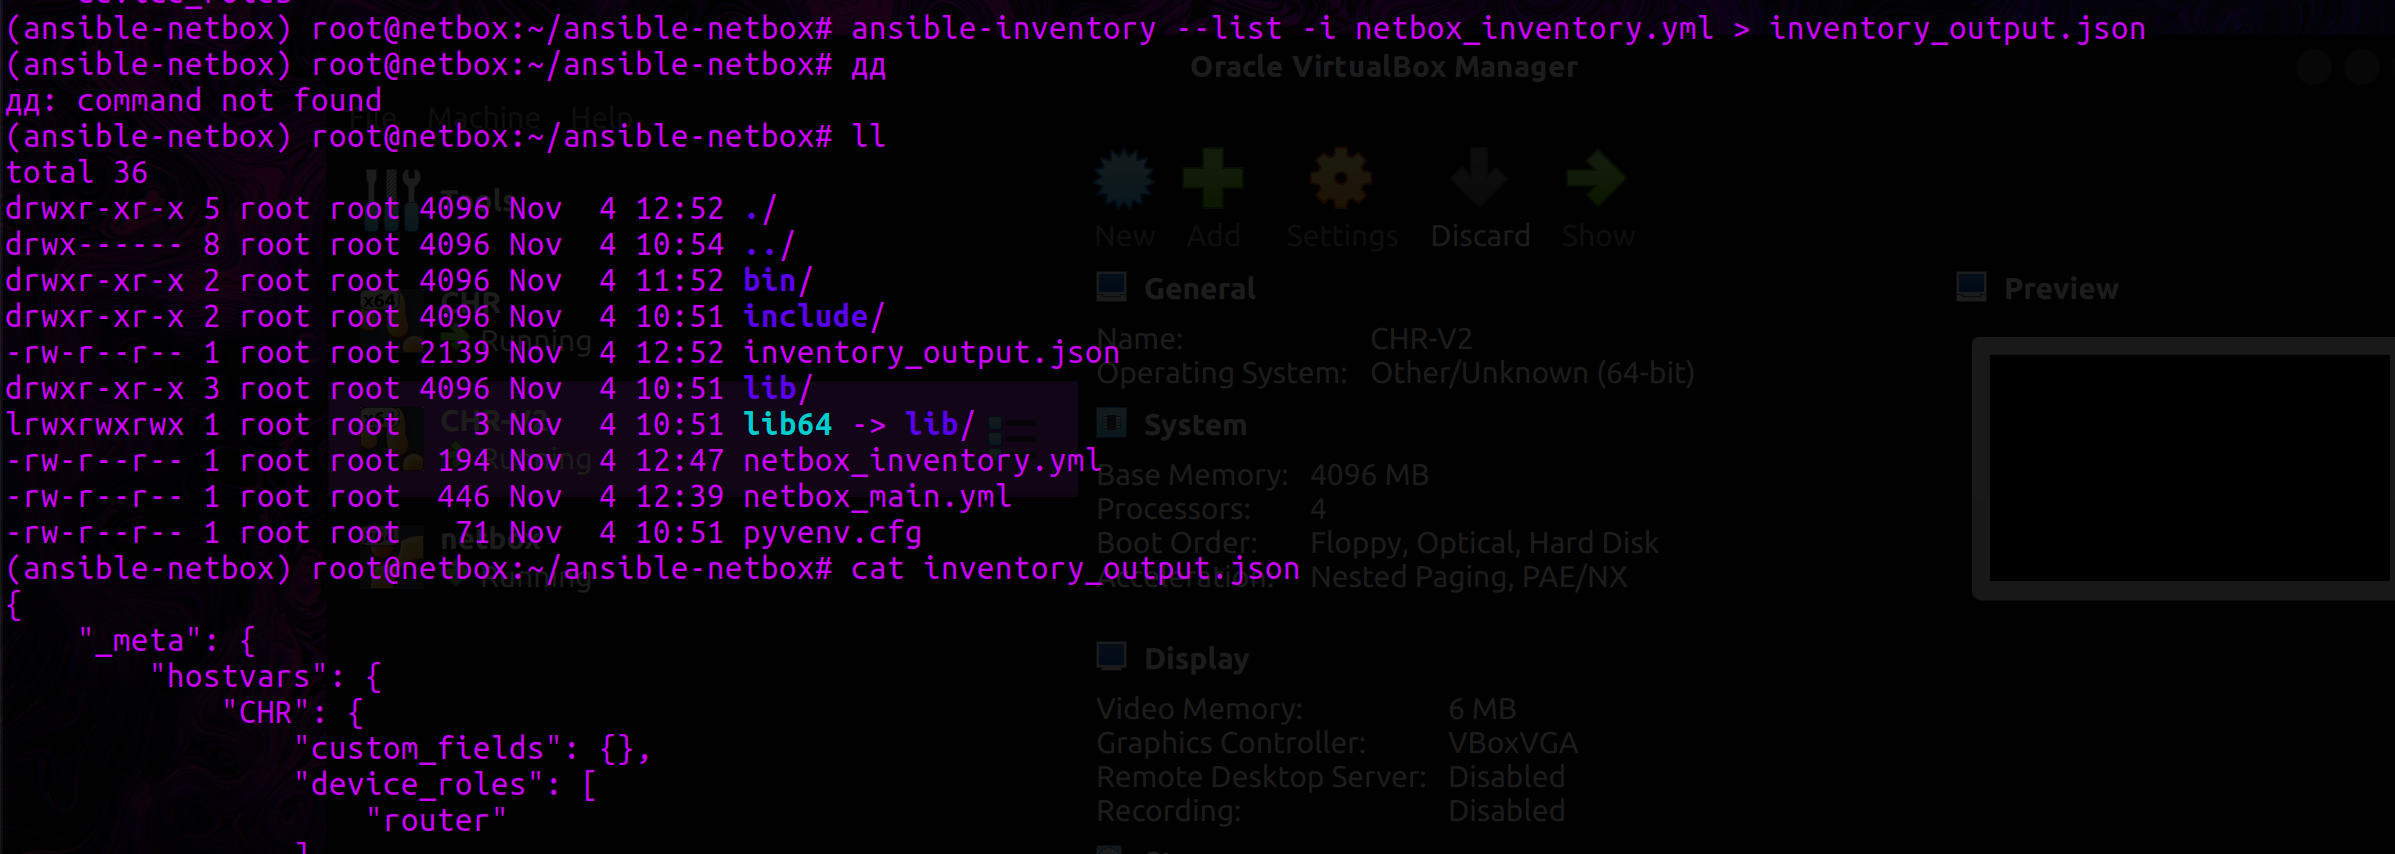 device_roles
(ansible-netbox) root@netbox:~/ansible-netbox# ansible-inventory --list -i netbox_inventory.yml > inventory_output.json
(ansible-netbox) root@netbox:~/ansible-netbox# дд
дд: command not found
(ansible-netbox) root@netbox:~/ansible-netbox# ll
total 36
drwxr-xr-x 5 root root 4096 Nov  4 12:52 ./
drwx------ 8 root root 4096 Nov  4 10:54 ../
drwxr-xr-x 2 root root 4096 Nov  4 11:52 bin/
drwxr-xr-x 2 root root 4096 Nov  4 10:51 include/
-rw-r--r-- 1 root root 2139 Nov  4 12:52 inventory_output.json
drwxr-xr-x 3 root root 4096 Nov  4 10:51 lib/
lrwxrwxrwx 1 root root    3 Nov  4 10:51 lib64 -> lib/
-rw-r--r-- 1 root root  194 Nov  4 12:47 netbox_inventory.yml
-rw-r--r-- 1 root root  446 Nov  4 12:39 netbox_main.yml
-rw-r--r-- 1 root root   71 Nov  4 10:51 pyvenv.cfg
(ansible-netbox) root@netbox:~/ansible-netbox# cat inventory_output.json
{
    "_meta": {
        "hostvars": {
            "CHR": {
                "custom_fields": {},
                "device_roles": [
                    "router"
                ]
Oracle VirtualBox Manager
File Machine Help
Tools
New Add Settings Discard Show
x64
CHR
Running
CHR-V2
Running
netbox
Running
General
Name: CHR-V2
Operating System: Other/Unknown (64-bit)
System
Base Memory: 4096 MB
Processors: 4
Boot Order: Floppy, Optical, Hard Disk
Acceleration: Nested Paging, PAE/NX
Display
Video Memory: 6 MB
Graphics Controller: VBoxVGA
Remote Desktop Server: Disabled
Recording: Disabled
Preview